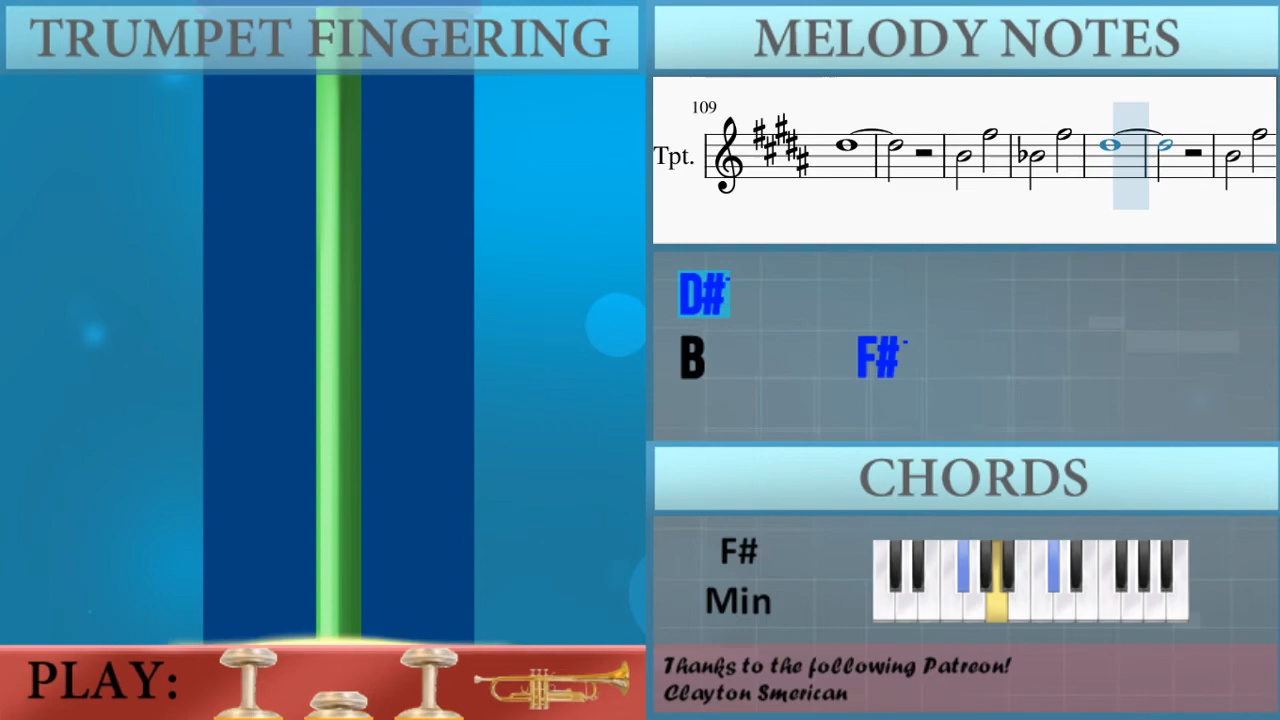 TRUMPET FINGERING
MELODY NOTES
109
Tpt.
D#-
B F#-
CHORDS
F#
Min
PLAY:
Thanks to the following Patreon!
Clayton Smerican